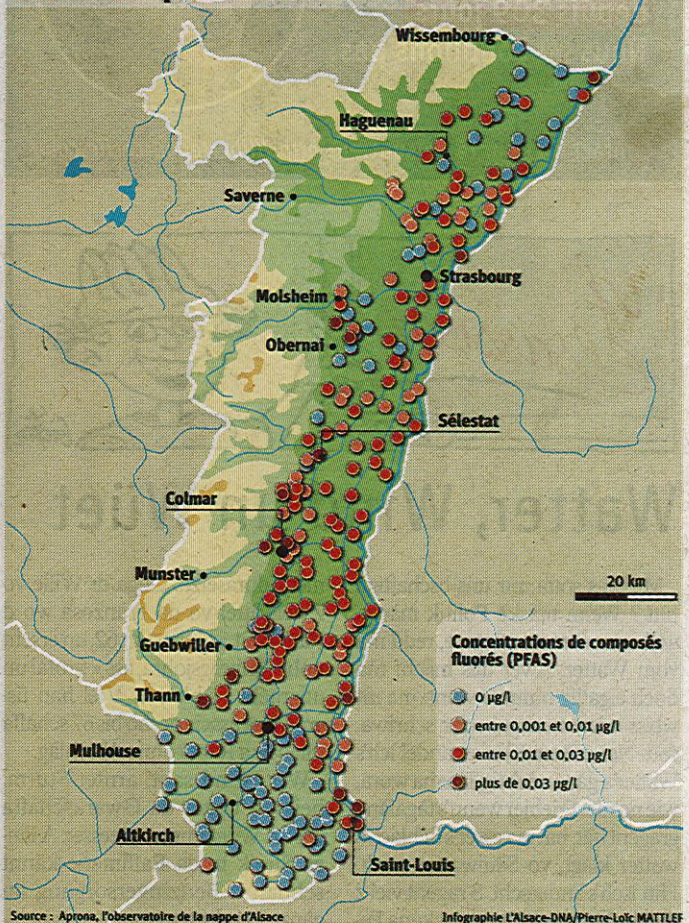 Wissembourg
Haguenau
Saverne
Strasbourg
Molsheim
Obernai
Sélestat
Colmar
Munster
20 km
Guebwiller
Concentrations de composés
fluorés (PFAS)
0 µg/l
entre 0,001 et 0,01 µg/l
entre 0,01 et 0,03 µg/l
plus de 0,03 µg/l
Thann
Mulhouse
Altkirch
Saint-Louis
Source : Aprona, l'observatoire de la nappe d'Alsace
Infographie L'Alsace-DNA/Pierre-Loïc MATTLEF